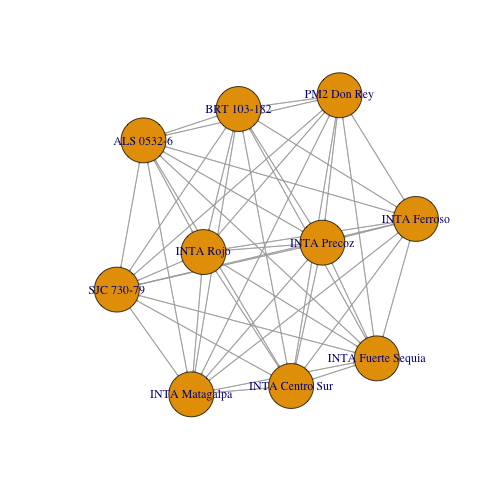 PM2 Don Rey
BRT 103-182
ALS 0532-6
INTA Ferroso
INTA Precoz
INTA Rojo
SJC 730-79
INTA Fuerte Sequia
INTA Centro Sur
INTA Matagalpa